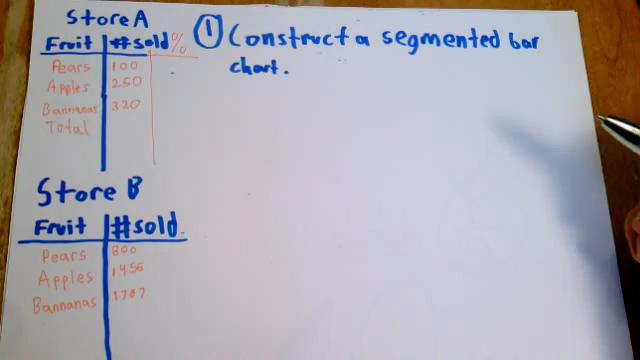 Store A
Fruit #sold %
Pears 100
Apples 250
Bannanas 320
Total
① Construct a segmented bar
chart.
Store B
Fruit #sold
Pears 800
Apples 1456
Bannanas